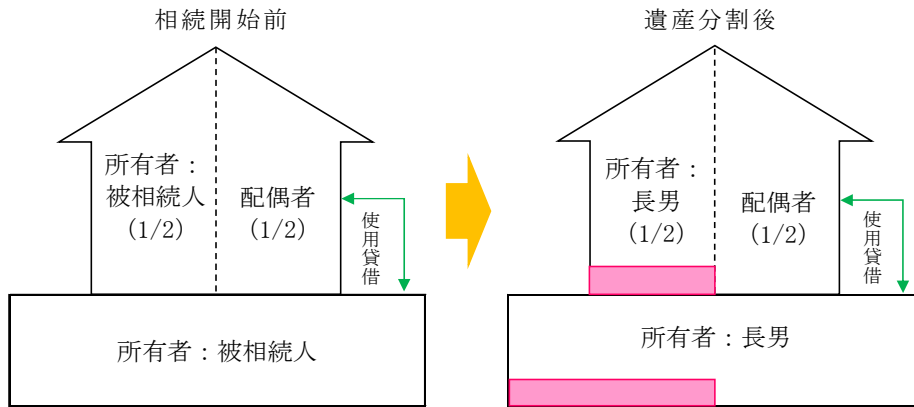 相続開始前
所有者：
被相続人
(1/2)
配偶者
(1/2)
使用貸借
所有者：被相続人
遺産分割後
所有者：
長男
(1/2)
配偶者
(1/2)
使用貸借
所有者：長男